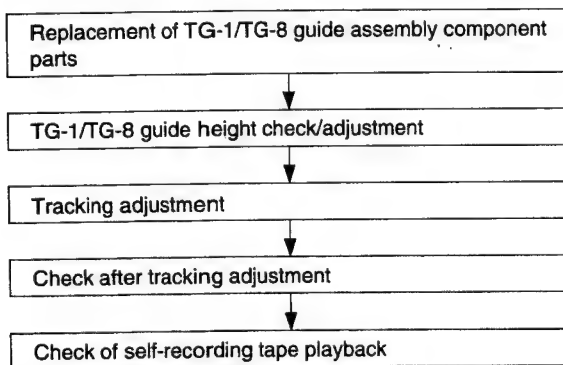 Replacement of TG-1/TG-8 guide assembly component
parts
TG-1/TG-8 guide height check/adjustment
Tracking adjustment
Check after tracking adjustment
Check of self-recording tape playback